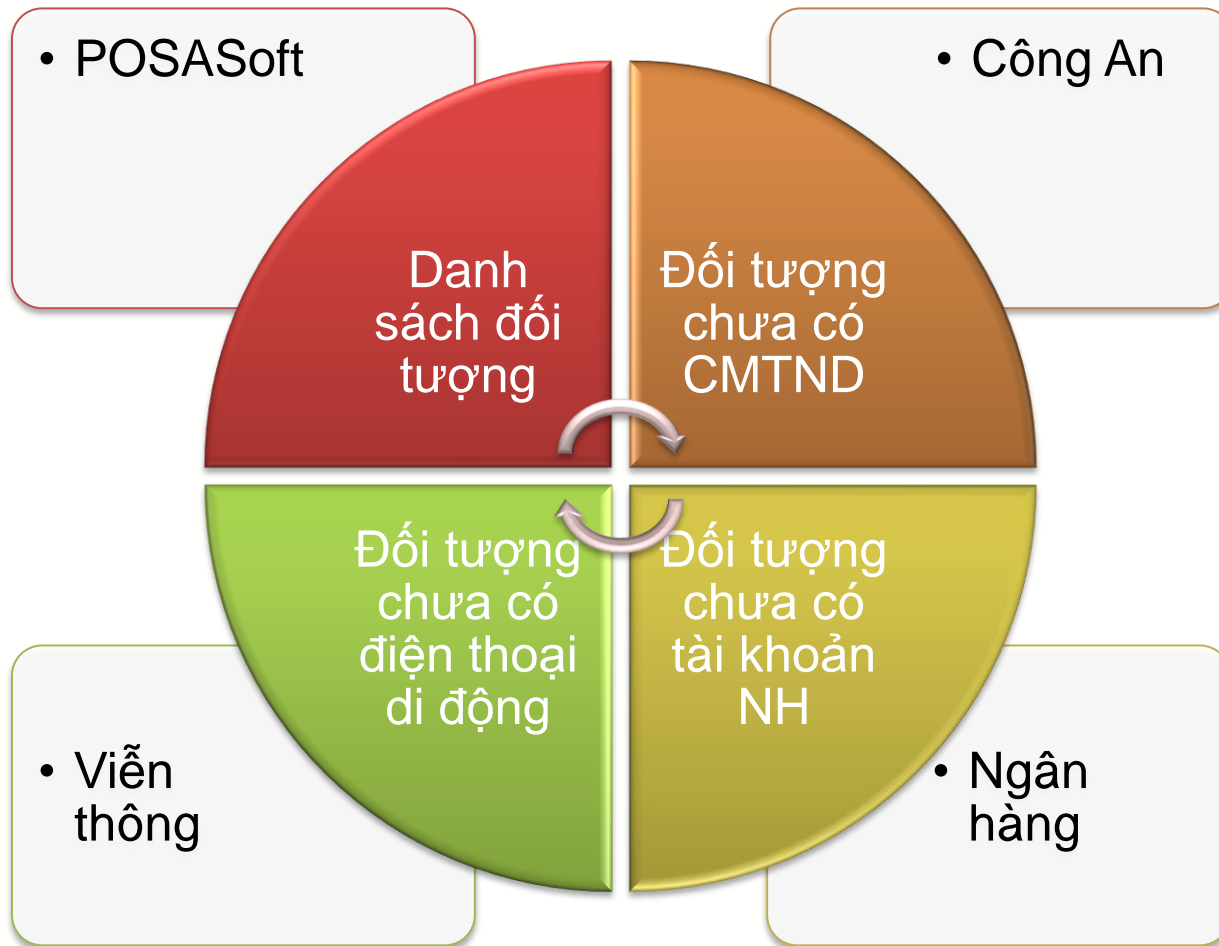 • POSASoft
• Công An
Danh
sách đối
tượng
Đối tượng
chưa có
CMTND
Đối tượng
chưa có
điện thoại
di động
Đối tượng
chưa có
tài khoản
NH
• Viễn
thông
• Ngân
hàng